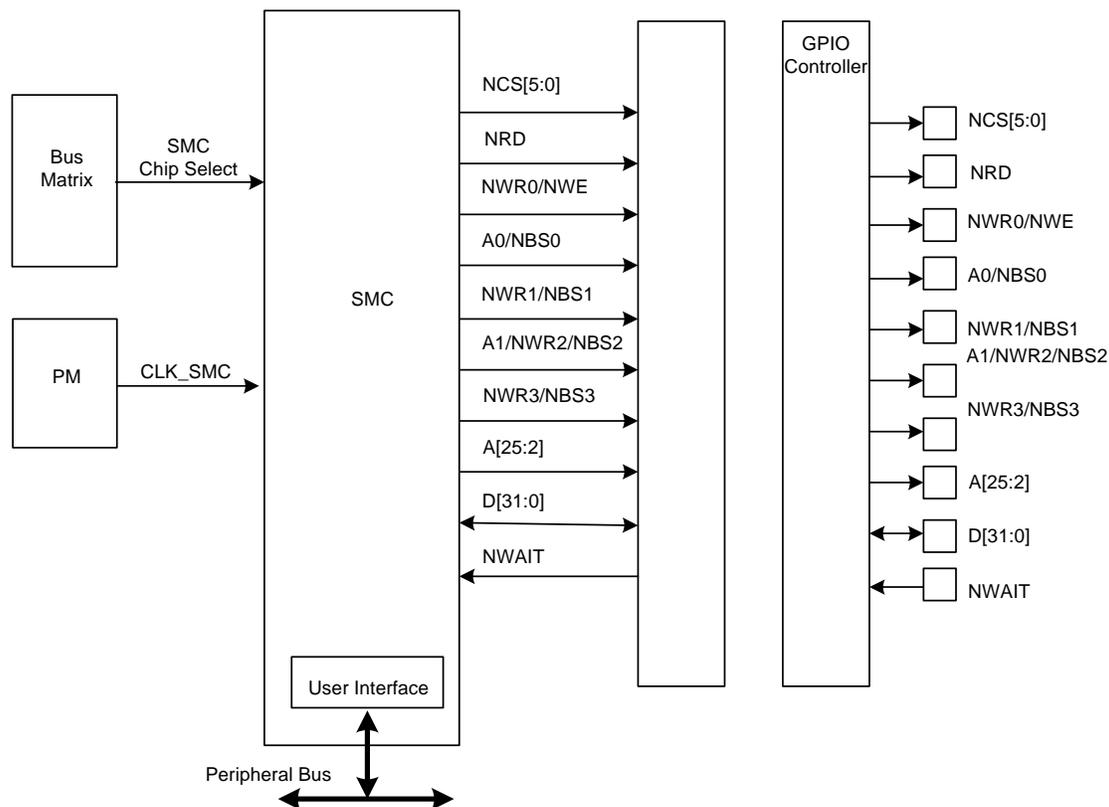 GPIO
Controller
NCS[5:0]
NRD
NWR0/NWE
A0/NBS0
NWR1/NBS1
A1/NWR2/NBS2
NWR3/NBS3
A[25:2]
D[31:0]
NWAIT
Bus
Matrix
SMC
Chip Select
PM
CLK_SMC
SMC
NCS[5:0]
NRD
NWR0/NWE
A0/NBS0
NWR1/NBS1
A1/NWR2/NBS2
NWR3/NBS3
A[25:2]
D[31:0]
NWAIT
User Interface
Peripheral Bus